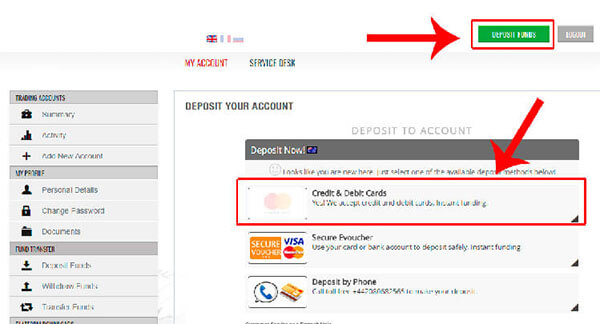 DEPOSIT FUNDS
LOGOUT
MY ACCOUNT
SERVICE DESK
TRADING ACCOUNTS
Summary
Activity
Add New Account
MY PROFILE
Personal Details
Change Password
Documents
FUND TRANSFER
Deposit Funds
Withdraw Funds
Transfer Funds
DEPOSIT YOUR ACCOUNT
DEPOSIT TO ACCOUNT
Deposit Now!
Looks like you are new here. Just select one of the available deposit methods below!
Credit & Debit Cards
Yes! We accept credit and debit cards. Instant funding.
SECURE
VOUCHER
VISA
Secure Evoucher
Use your card or bank account to deposit safely. Instant funding.
Deposit by Phone
Call toll free +442080682565 to make your deposit.